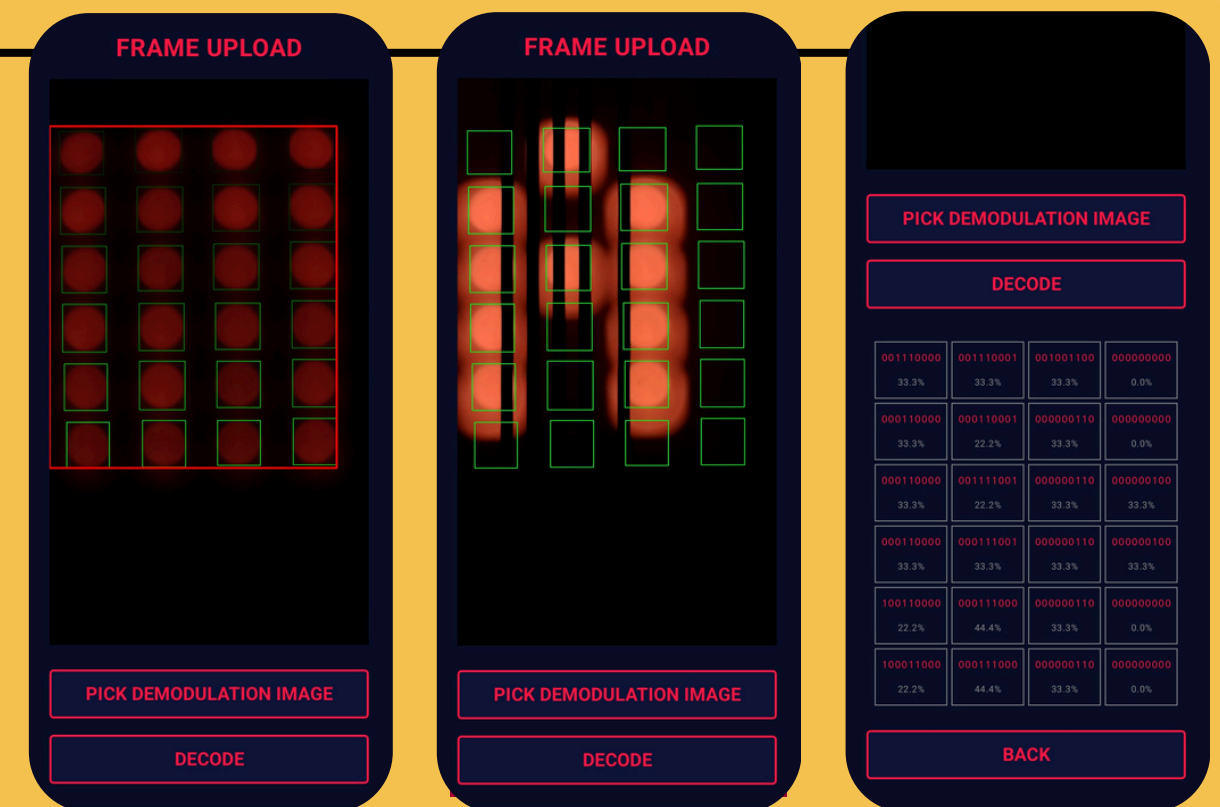 FRAME UPLOAD
PICK DEMODULATION IMAGE
DECODE
FRAME UPLOAD
PICK DEMODULATION IMAGE
DECODE
PICK DEMODULATION IMAGE
DECODE
001110000 001110001 001001100 000000000
33.3% 33.3% 33.3% 0.0%
000110000 000110001 000000110 000000000
33.3% 22.2% 33.3% 0.0%
000110000 001111001 000000110 000000100
33.3% 22.2% 33.3% 33.3%
000110000 000111001 000000110 000000100
33.3% 33.3% 33.3% 33.3%
100110000 000111000 000000110 000000000
22.2% 44.4% 33.3% 0.0%
100011000 000111000 000000110 000000000
22.2% 44.4% 33.3% 0.0%
BACK